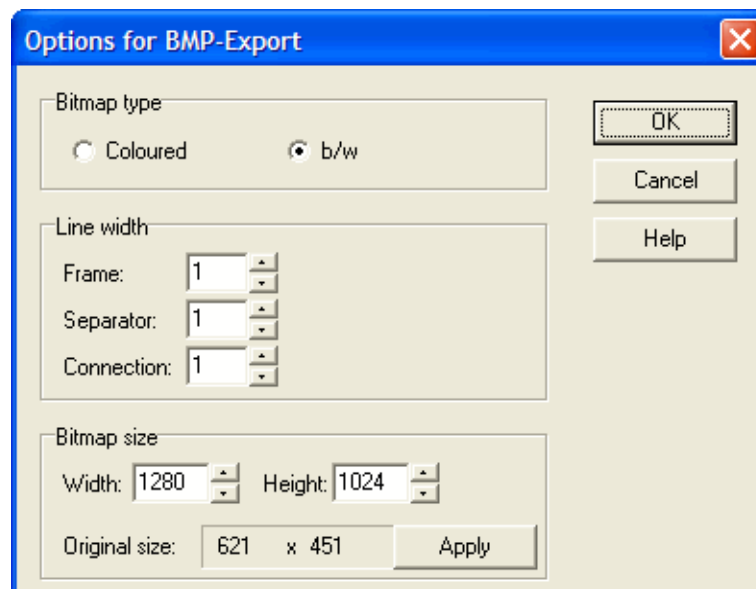 Options for BMP-Export
Bitmap type
Coloured b/w
OK
Cancel
Help
Line width
Frame: 1
Separator: 1
Connection: 1
Bitmap size
Width: 1280 Height: 1024
Original size: 621 x 451 Apply